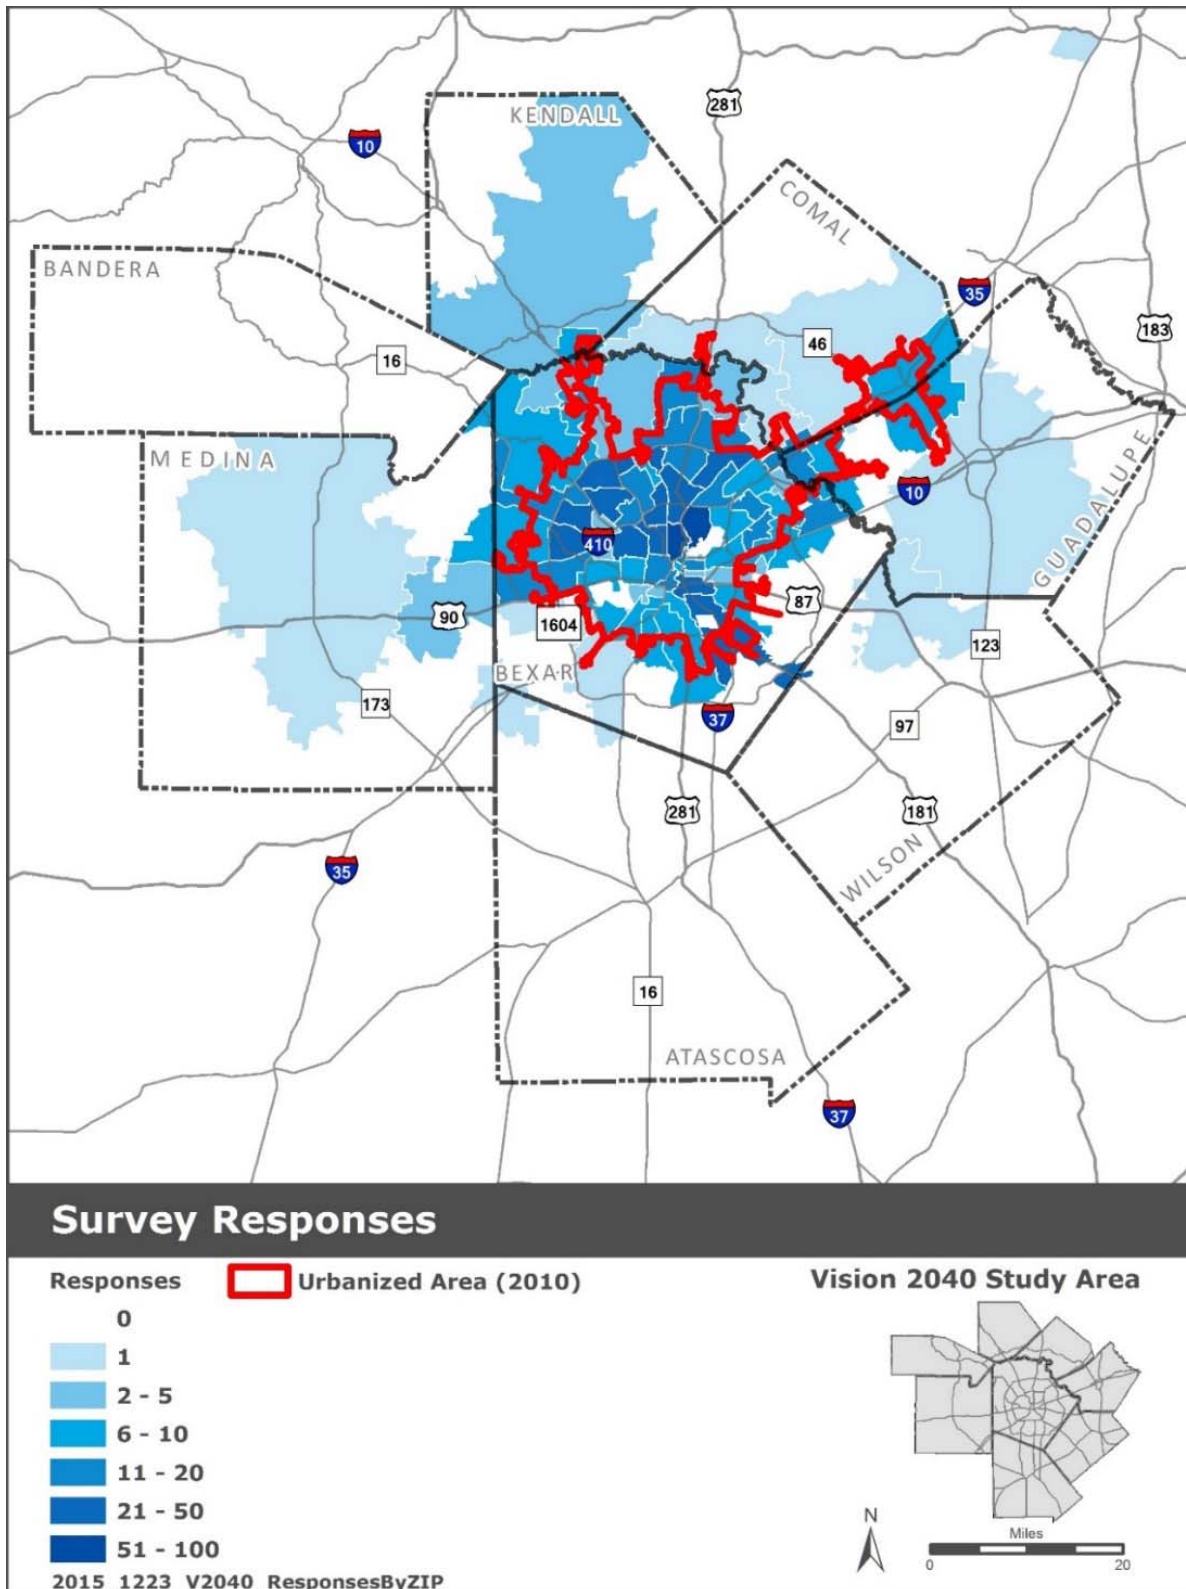 281
KENDALL
10
COMAL
BANDERA
35
183
46
16
MEDINA
10
GUADALUPE
410
90
87
1604
123
BEXAR
173
37
97
281
181
35
WILSON
16
ATASCOSA
37
Survey Responses
Responses
Urbanized Area (2010)
Vision 2040 Study Area
0
1
2 - 5
6 - 10
11 - 20
21 - 50
51 - 100
N
Miles
0 20
2015_1223_V2040_ResponsesByZIP